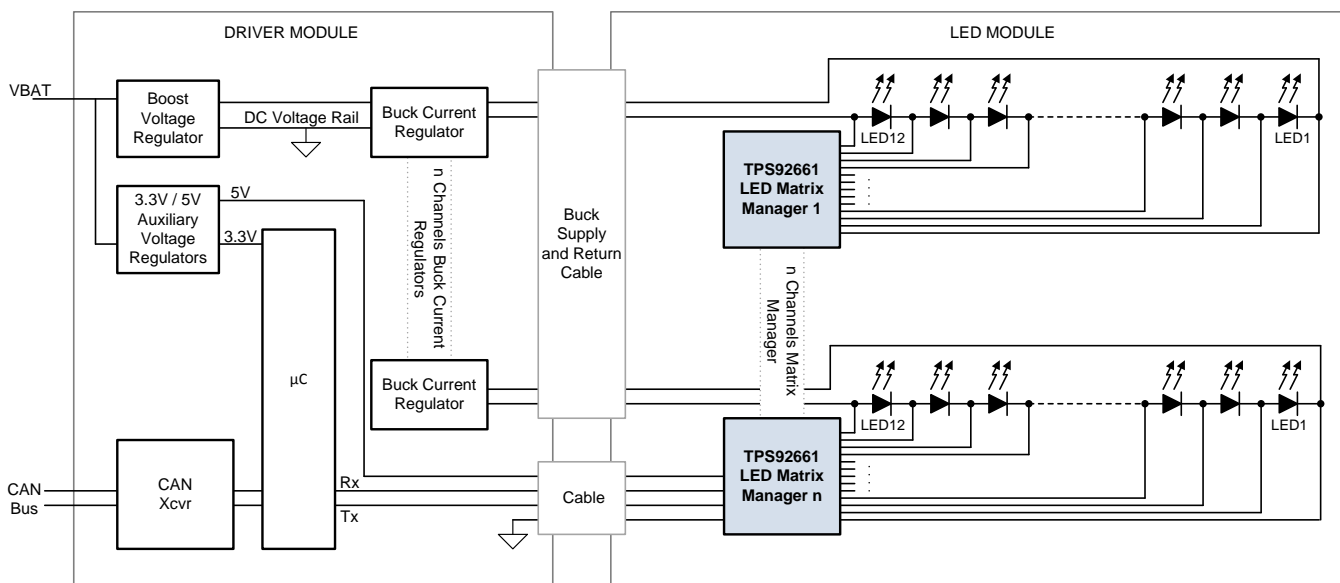 DRIVER MODULE
LED MODULE
VBAT
Boost
Voltage
Regulator
DC Voltage Rail
Buck Current
Regulator
LED12
LED1
TPS92661
LED Matrix
Manager 1
3.3V / 5V
Auxiliary
Voltage
Regulators
5V
3.3V
n Channels Buck Current
Regulators
Buck
Supply
and Return
Cable
n Channels Matrix
Manager
µC
Buck Current
Regulator
LED12
LED1
TPS92661
LED Matrix
Manager n
CAN
Bus
CAN
Xcvr
Rx
Tx
Cable